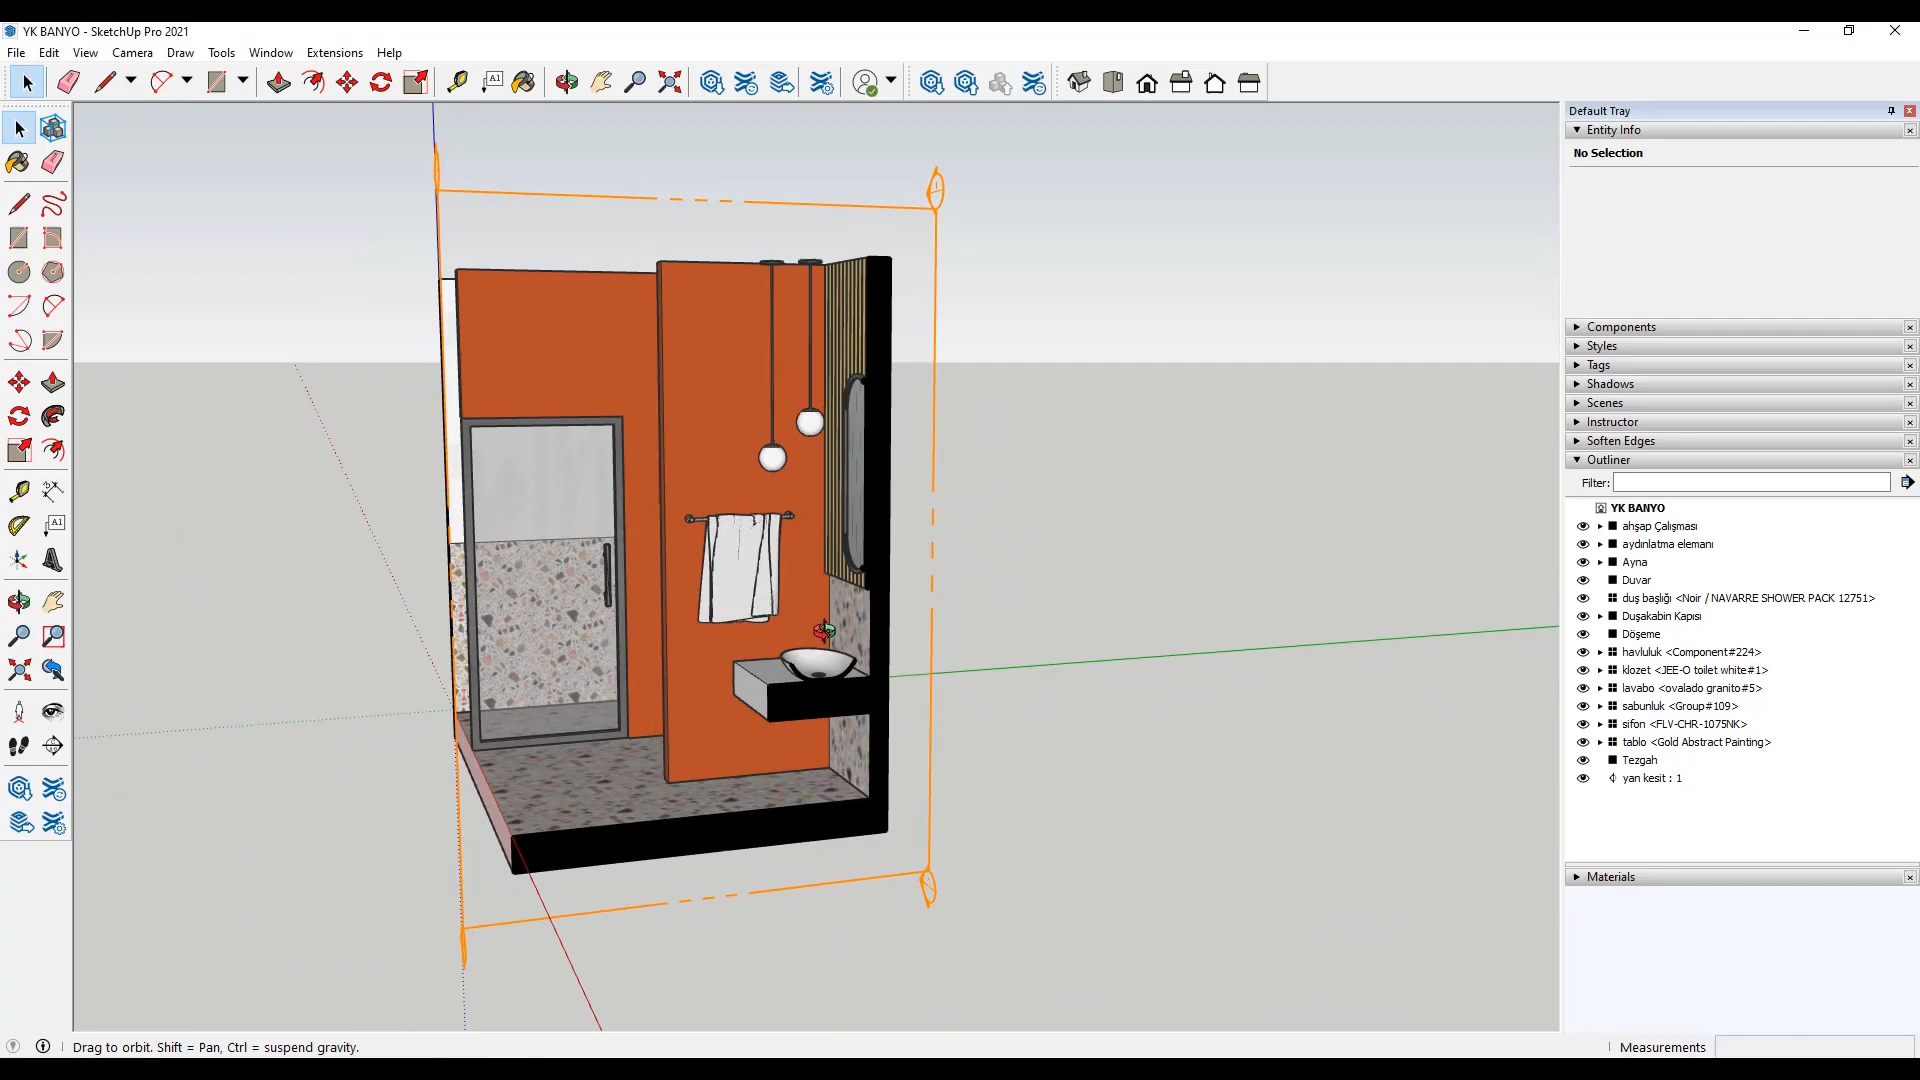 YK BANYO - SketchUp Pro 2021
File Edit View Camera Draw Tools Window Extensions Help
A1
Default Tray
Entity Info
No Selection
A1
Components
Styles
Tags
Shadows
Scenes
Instructor
Soften Edges
Outliner
Filter:
YK BANYO
ahşap Çalışması
aydınlatma elemanı
Ayna
Duvar
duş başlığı <Noir / NAVARRE SHOWER PACK 12751>
Duşakabin Kapısı
Döşeme
havluluk <Component#224>
klozet <JEE-O toilet white#1>
lavabo <ovalado granito#5>
sabunluk <Group#109>
sifon <FLV-CHR-1075NK>
tablo <Gold Abstract Painting>
Tezgah
yan kesit : 1
Materials
Drag to orbit. Shift = Pan, Ctrl = suspend gravity.
Measurements